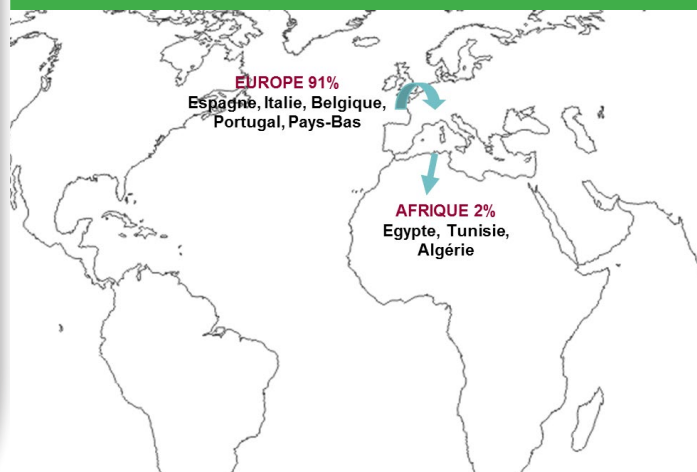 EUROPE 91%
Espagne, Italie, Belgique,
Portugal, Pays-Bas
AFRIQUE 2%
Egypte, Tunisie,
Algérie